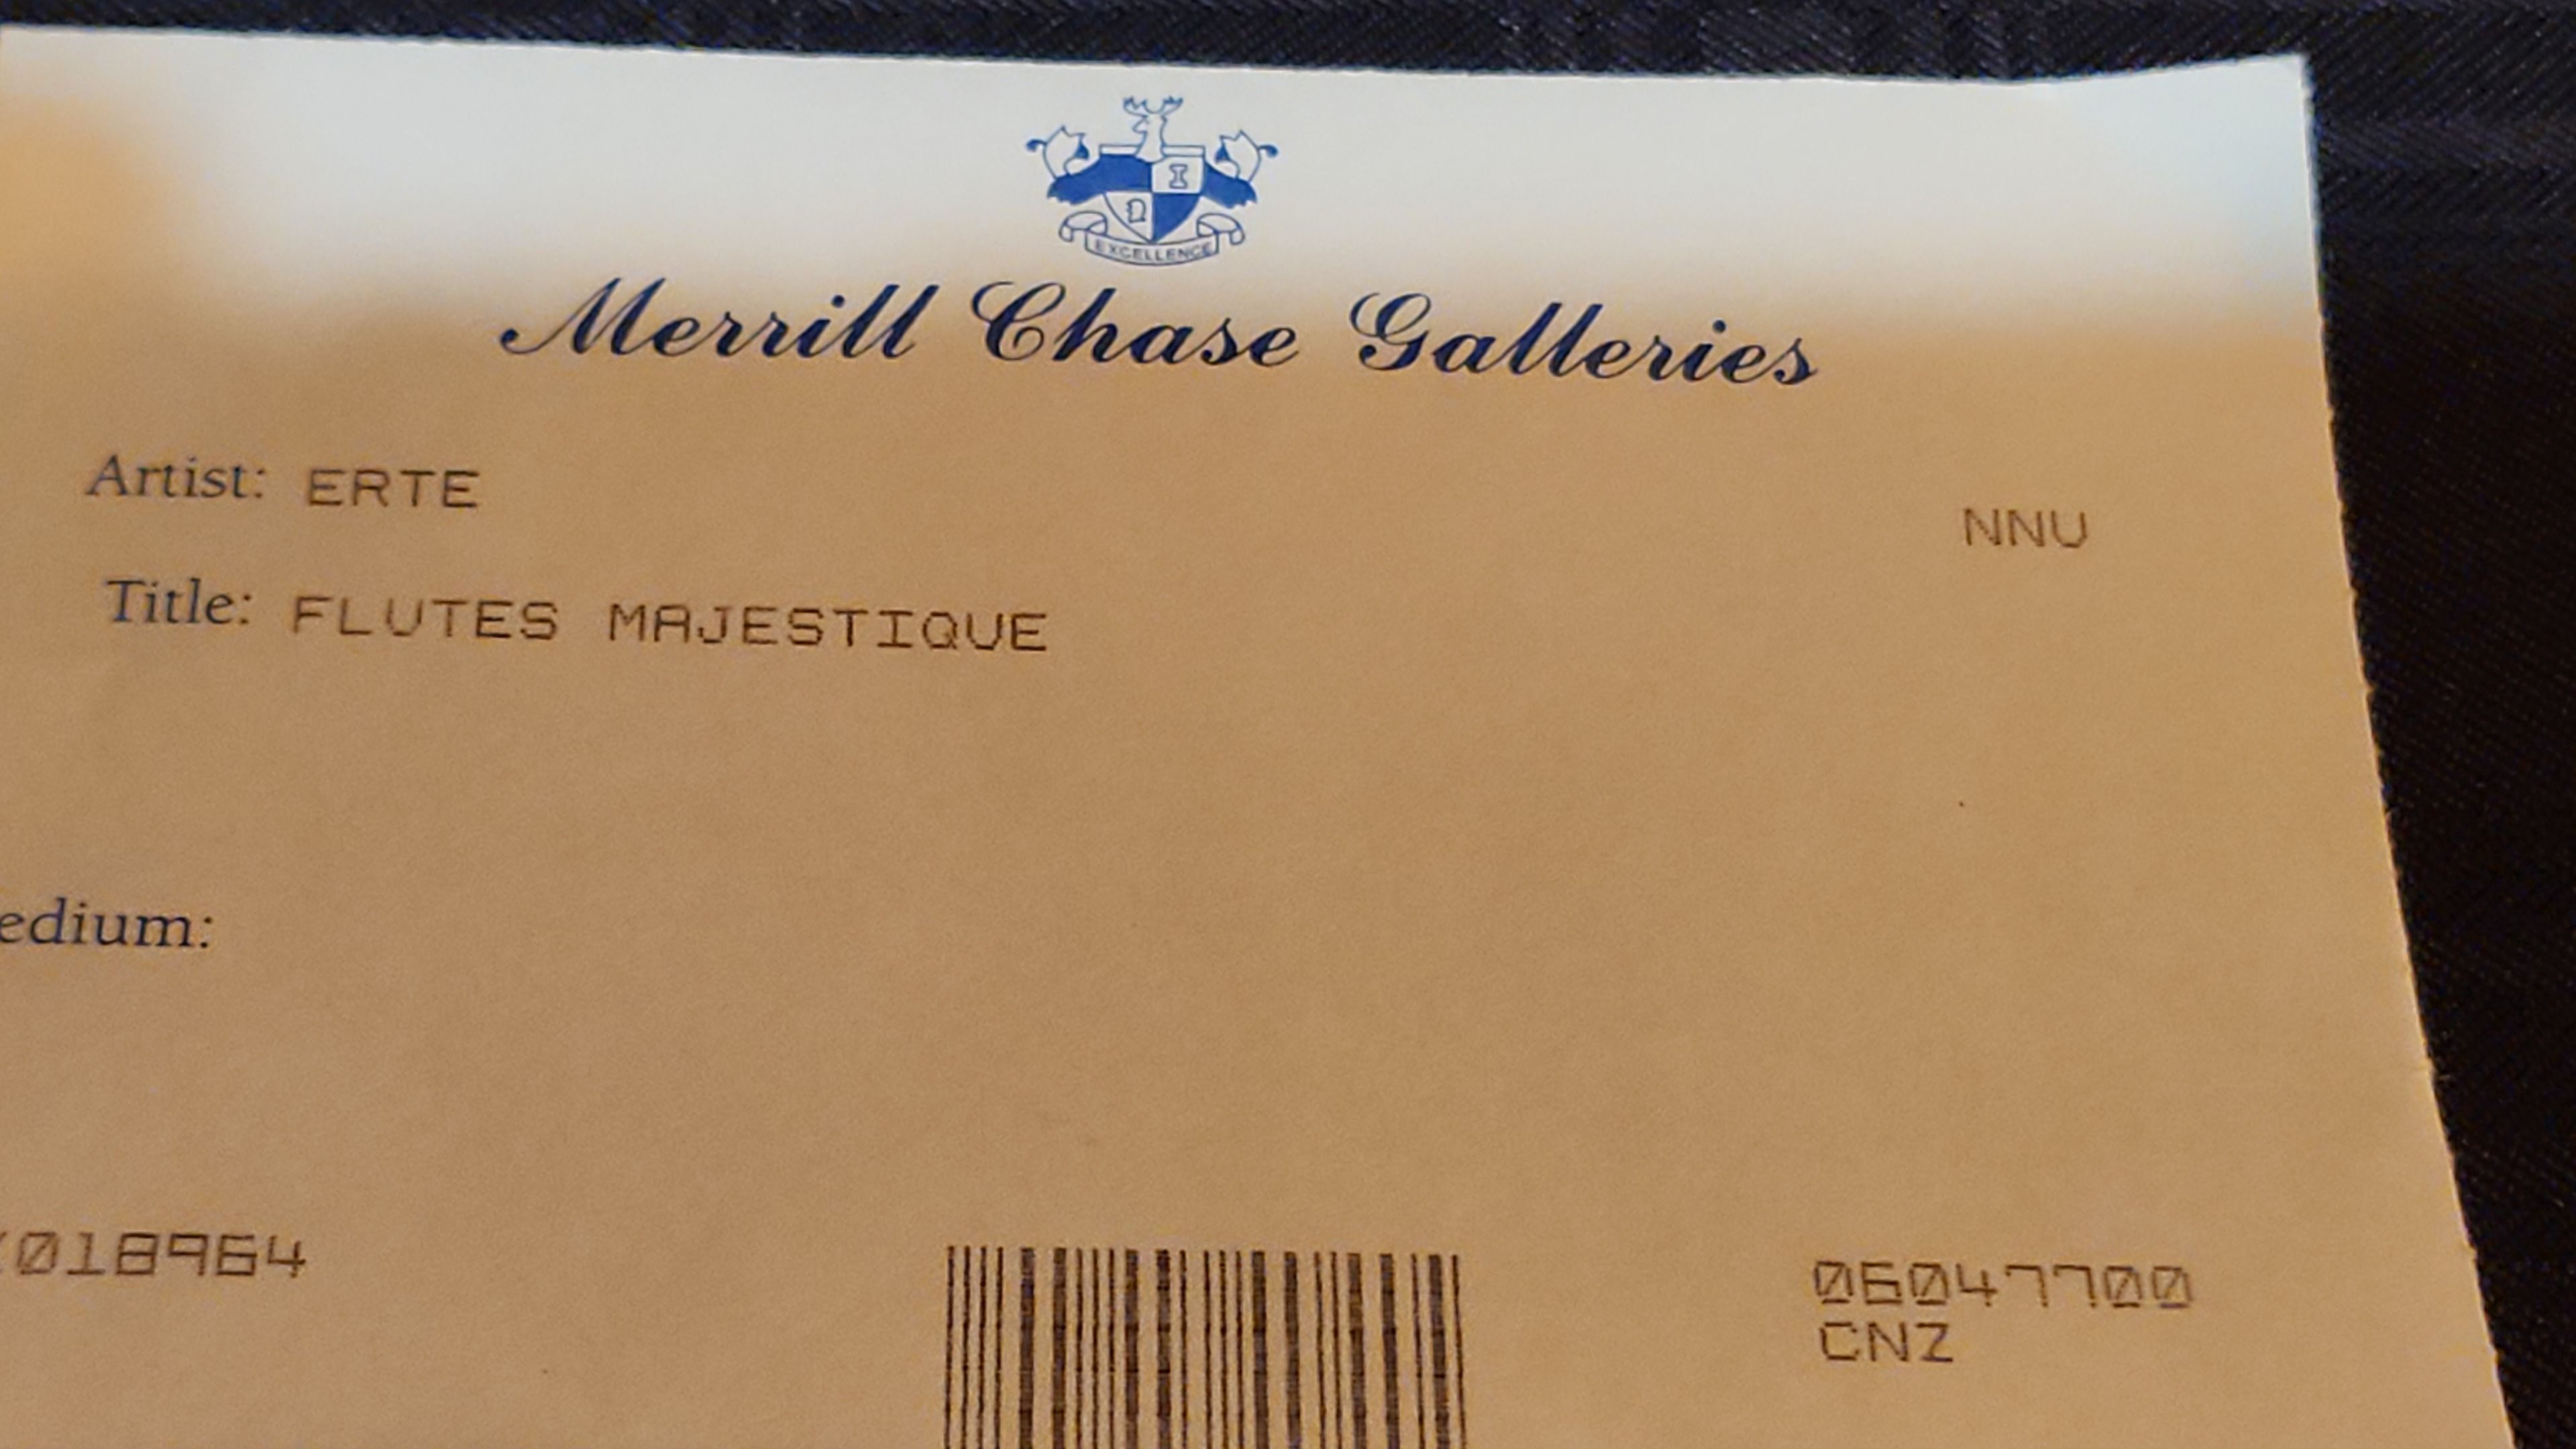 I
EXCELLENCE
Merrill Chase Galleries
Artist: ERTE
NNU
Title: FLUTES MAJESTIQUE
edium:
018964
06047700
CNZ